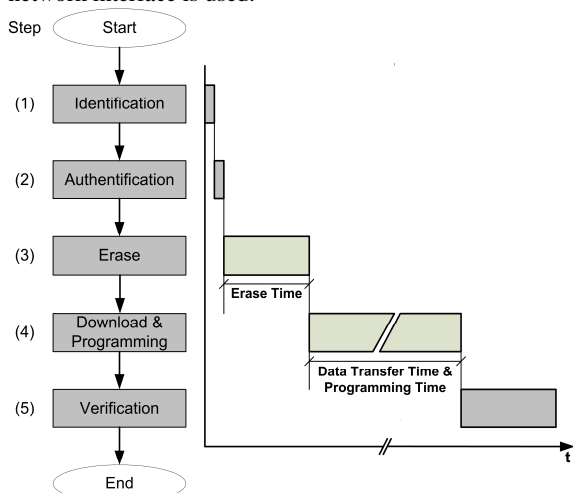 network interface is used.
Step
Start
(1)
Identification
(2)
Authentification
(3)
Erase
Erase Time
(4)
Download &
Programming
Data Transfer Time &
Programming Time
(5)
Verification
t
End